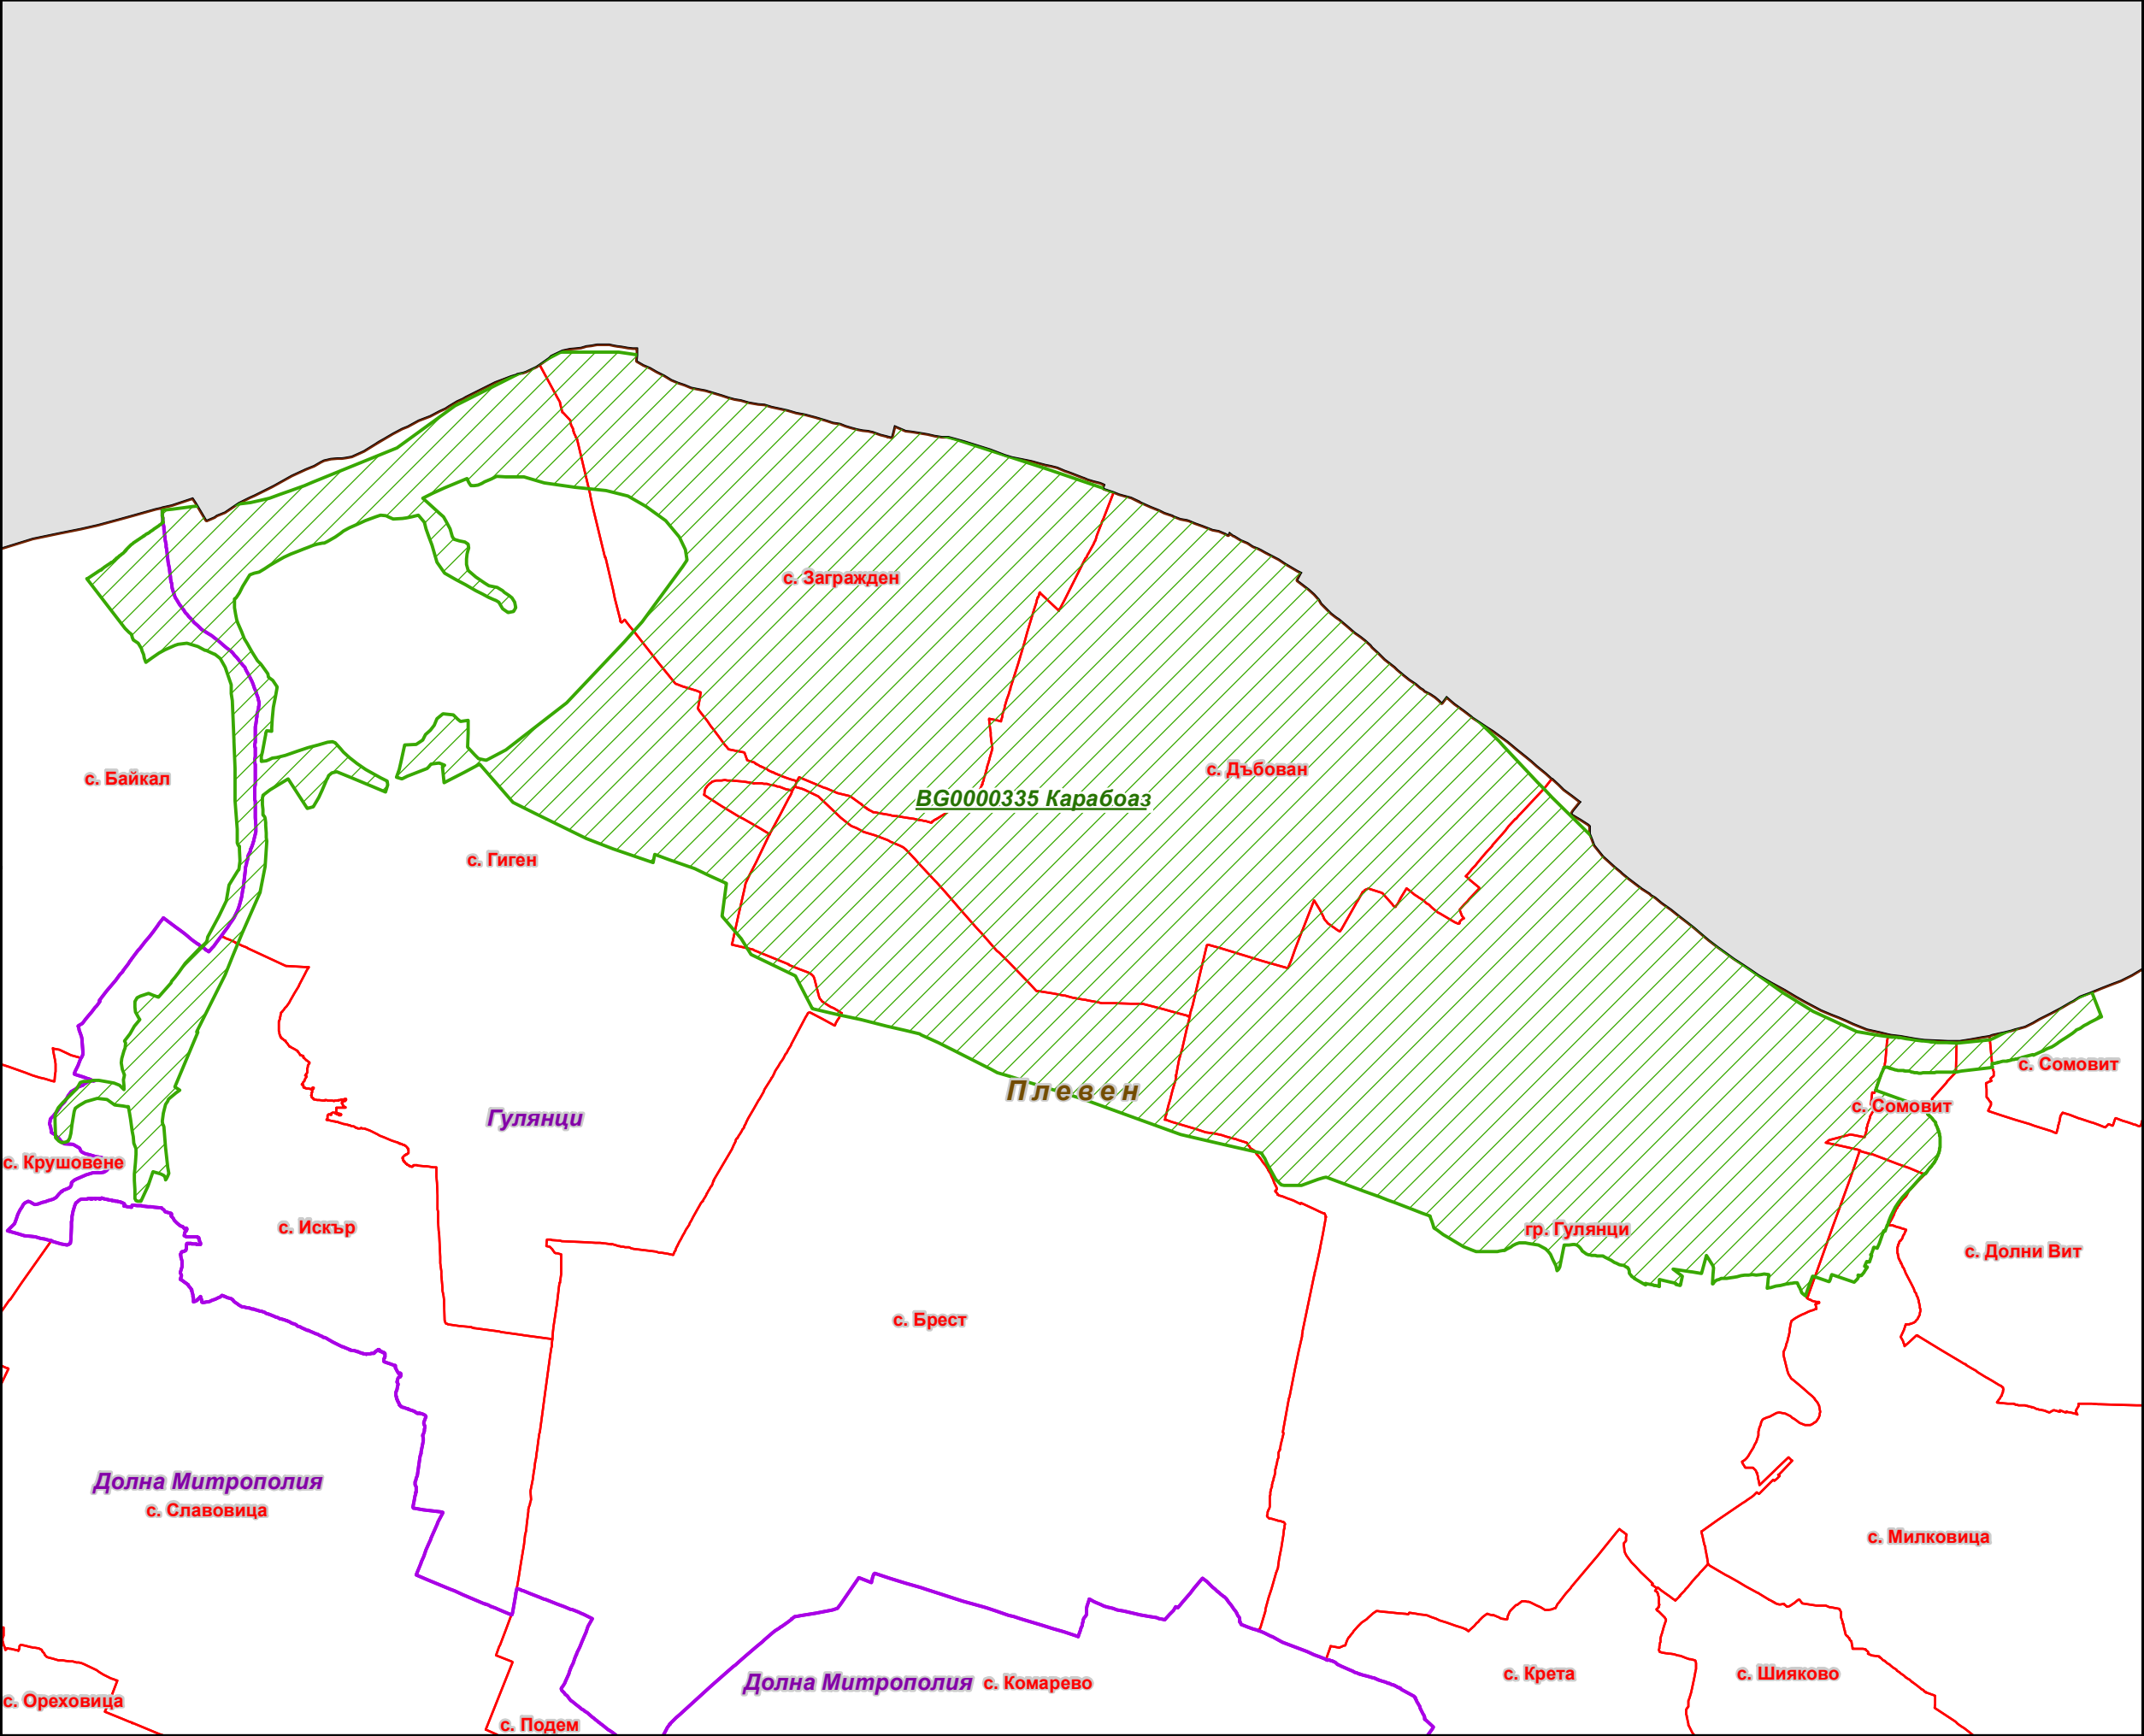 с. Загражден
с. Дъбован
с. Байкал
BG0000335 Карабоаз
с. Гиген
с. Сомовит
Плевен
с. Сомовит
Гулянци
с. Крушовене
с. Искър
гр. Гулянци
с. Долни Вит
с. Брест
Долна Митрополия
с. Славовица
с. Милковица
с. Крета
с. Шияково
Долна Митрополия
с. Комарево
с. Ореховица
с. Подем